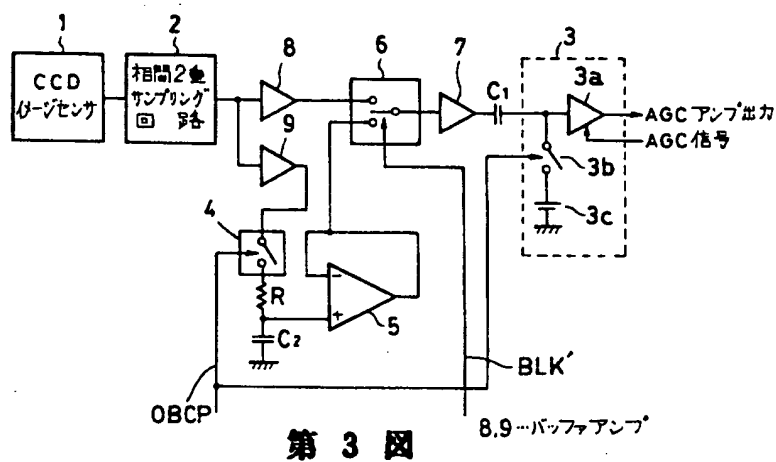 1
CCD
イメージセンサ
2
相関2重
サンプリング
回路
8
9
6
7
C1
3
3a
AGCアンプ出力
AGC信号
3b
3c
4
R
C2
-
+
5
OBCP
BLK'
8,9…バッファアンプ
第3図